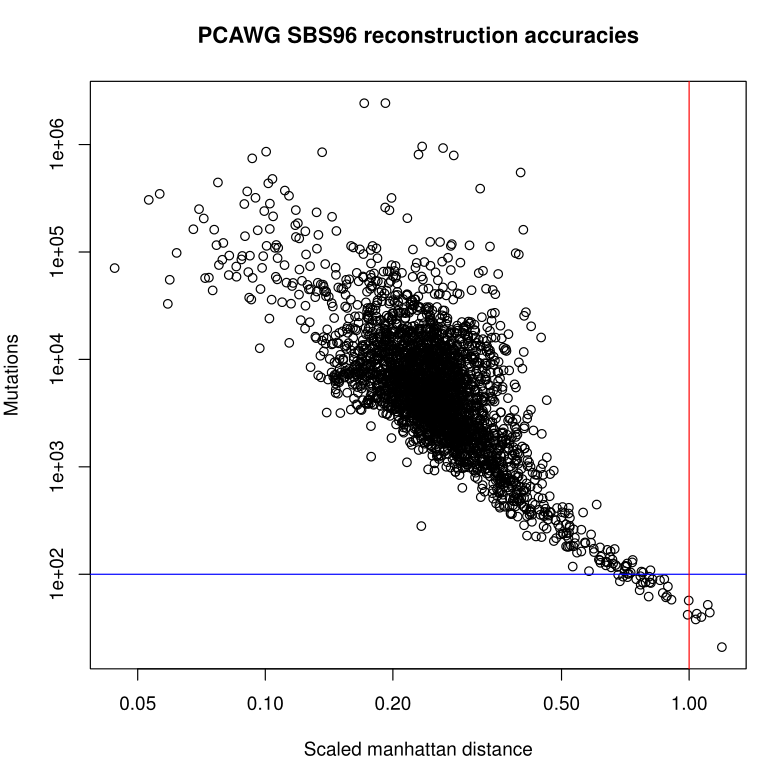 PCAWG SBS96 reconstruction accuracies
Mutations
1e+06
1e+05
1e+04
1e+03
1e+02
0.05 0.10 0.20 0.50 1.00
Scaled manhattan distance